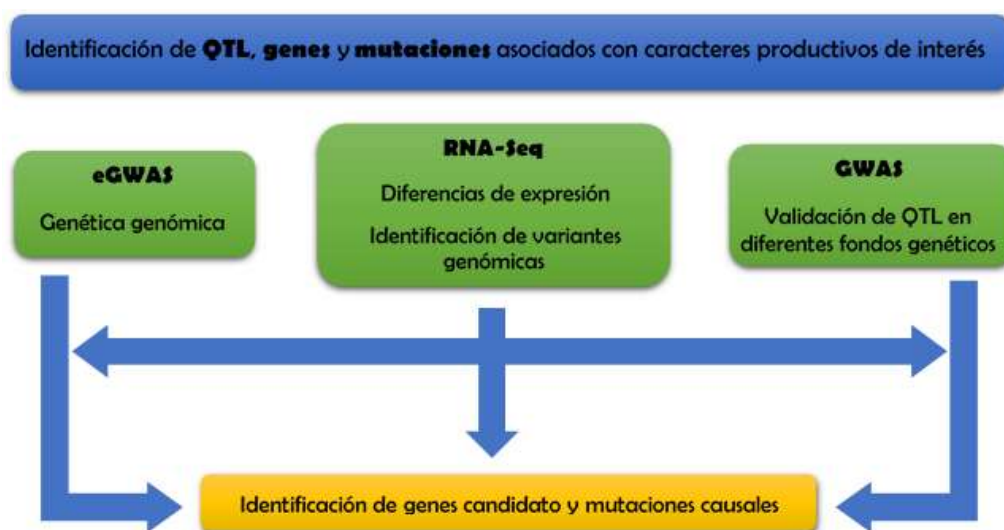 Identificación de QTL, genes y mutaciones asociados con caracteres productivos de interés
eGWAS
Genética genómica
RNA-Seq
Diferencias de expresión
Identificación de variantes
genómicas
GWAS
Validación de QTL en
diferentes fondos genéticos
Identificación de genes candidato y mutaciones causales